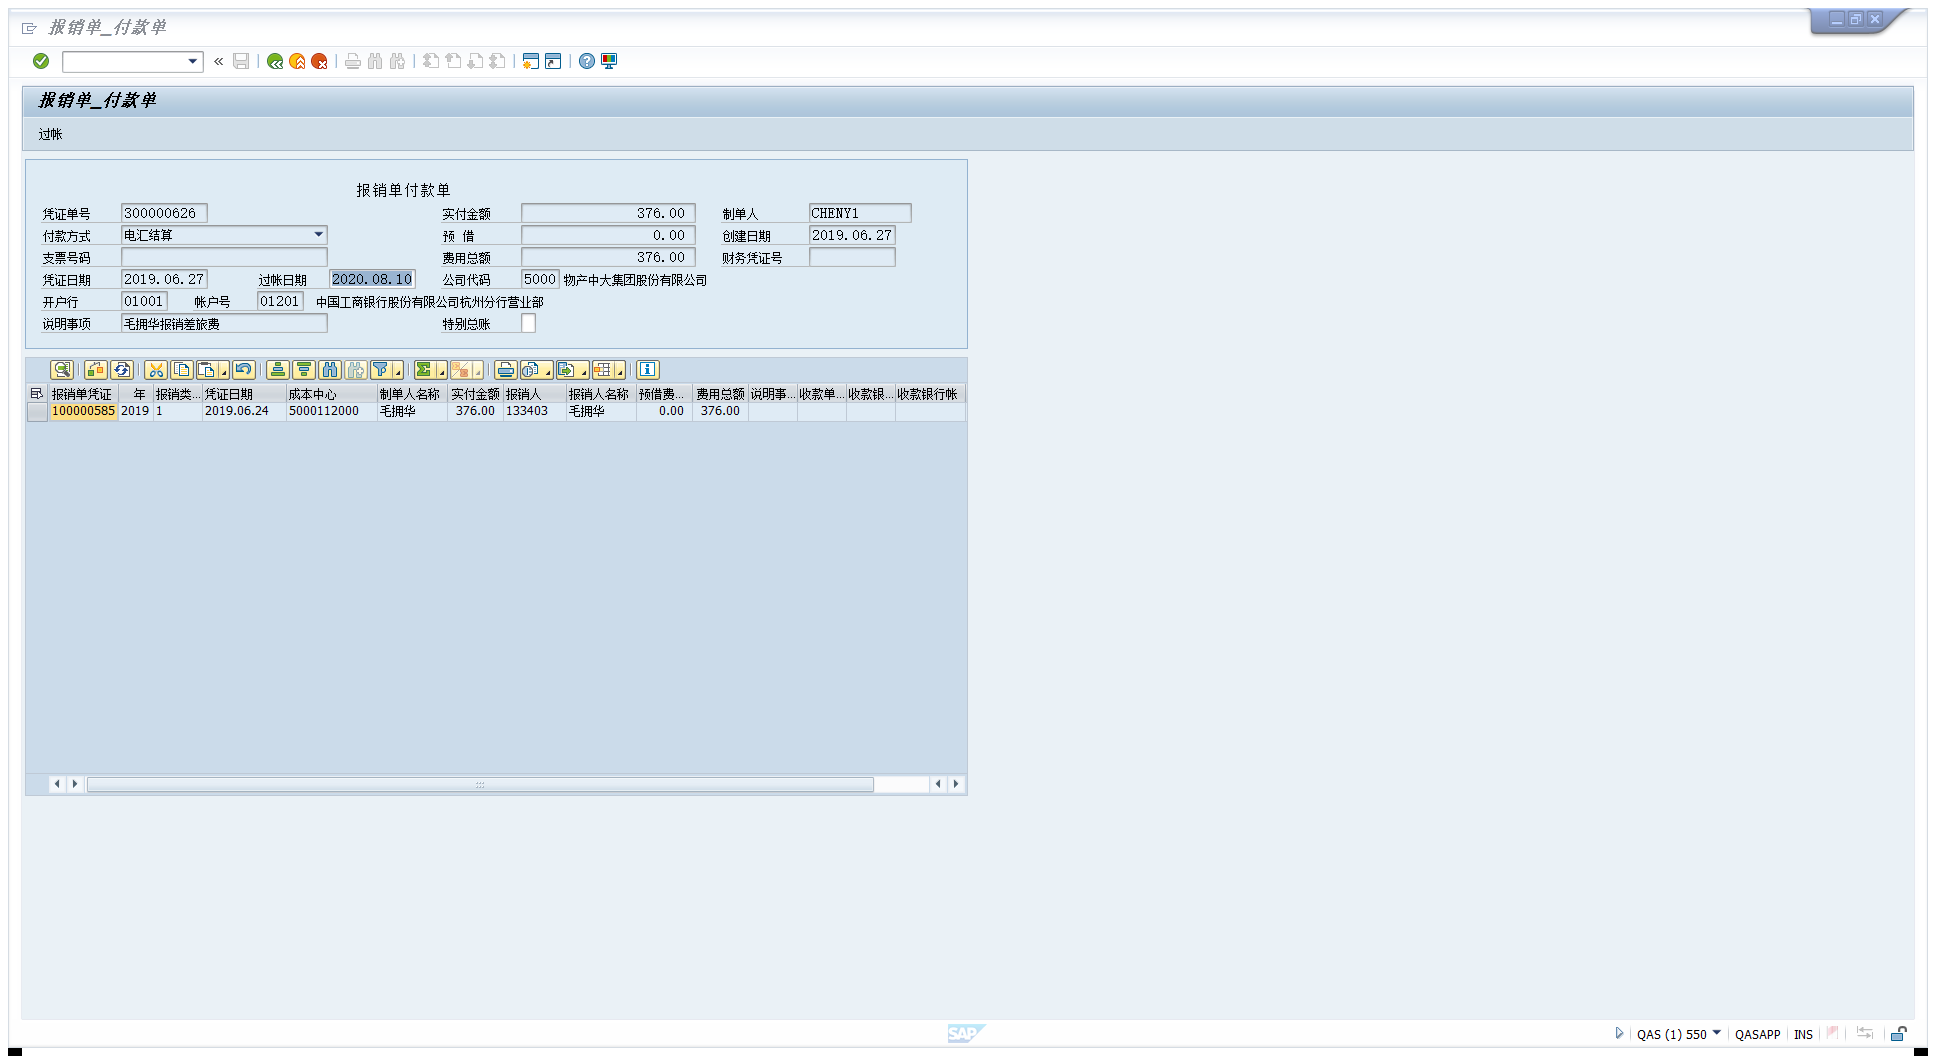 报销单_付款单
报销单_付款单
过帐
报销单付款单
凭证单号 300000626 实付金额 376.00 制单人 CHENY1
付款方式 电汇结算 预 借 0.00 创建日期 2019.06.27
支票号码 费用总额 376.00 财务凭证号
凭证日期 2019.06.27 过帐日期 2020.08.10 公司代码 5000 物产中大集团股份有限公司
开户行 01001 帐户号 01201 中国工商银行股份有限公司杭州分行营业部
说明事项 毛拥华报销差旅费 特别总账
报销单凭证 年 报销类... 凭证日期 成本中心 制单人名称 实付金额 报销人 报销人名称 预借费... 费用总额 说明事... 收款单... 收款银... 收款银行帐
100000585 2019 1 2019.06.24 5000112000 毛拥华 376.00 133403 毛拥华 0.00 376.00
SAP QAS (1) 550 QASAPP INS